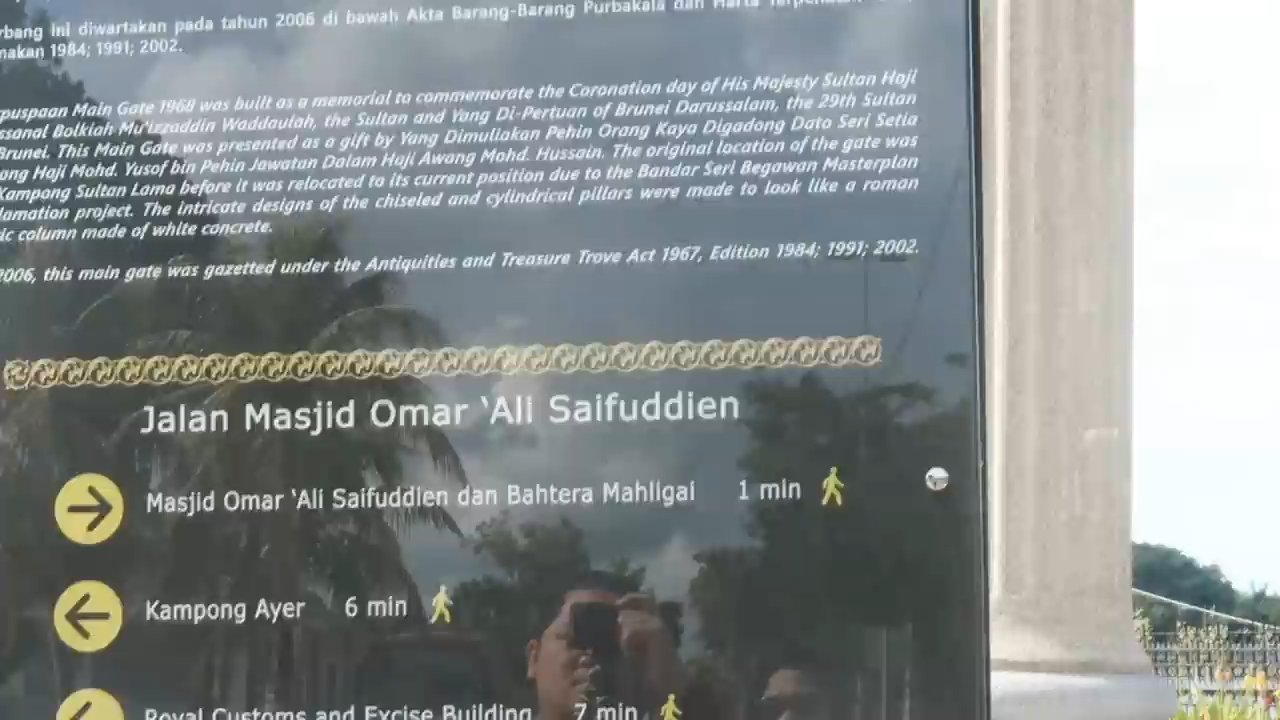 rbang ini diwartakan pada tahun 2006 di bawah Akta Barang-Barang Purbakala dan Harta
nakan 1984; 1991; 2002.
puspaan Main Gate 1968 was built as a memorial to commemorate the Coronation day of His Majesty Sultan Haji
ssanal Bolkiah Mu'izzaddin Waddaulah, the Sultan and Yang Di-Pertuan of Brunei Darussalam, the 29th Sultan
Brunei. This Main Gate was presented as a gift by Yang Dimuliakan Pehin Orang Kaya Digadong Dato Seri Setia
ang Haji Mohd. Yusof bin Pehin Jawatan Dalam Haji Awang Mohd. Hussain. The original location of the gate was
Kampong Sultan Lama before it was relocated to its current position due to the Bandar Seri Begawan Masterplan
lamation project. The intricate designs of the chiseled and cylindrical pillars were made to look like a roman
ic column made of white concrete.
2006, this main gate was gazetted under the Antiquities and Treasure Trove Act 1967, Edition 1984; 1991; 2002.
Jalan Masjid Omar 'Ali Saifuddien
Masjid Omar 'Ali Saifuddien dan Bahtera Mahligai 1 min
Kampong Ayer 6 min
Royal Customs and Excise Building 7 min